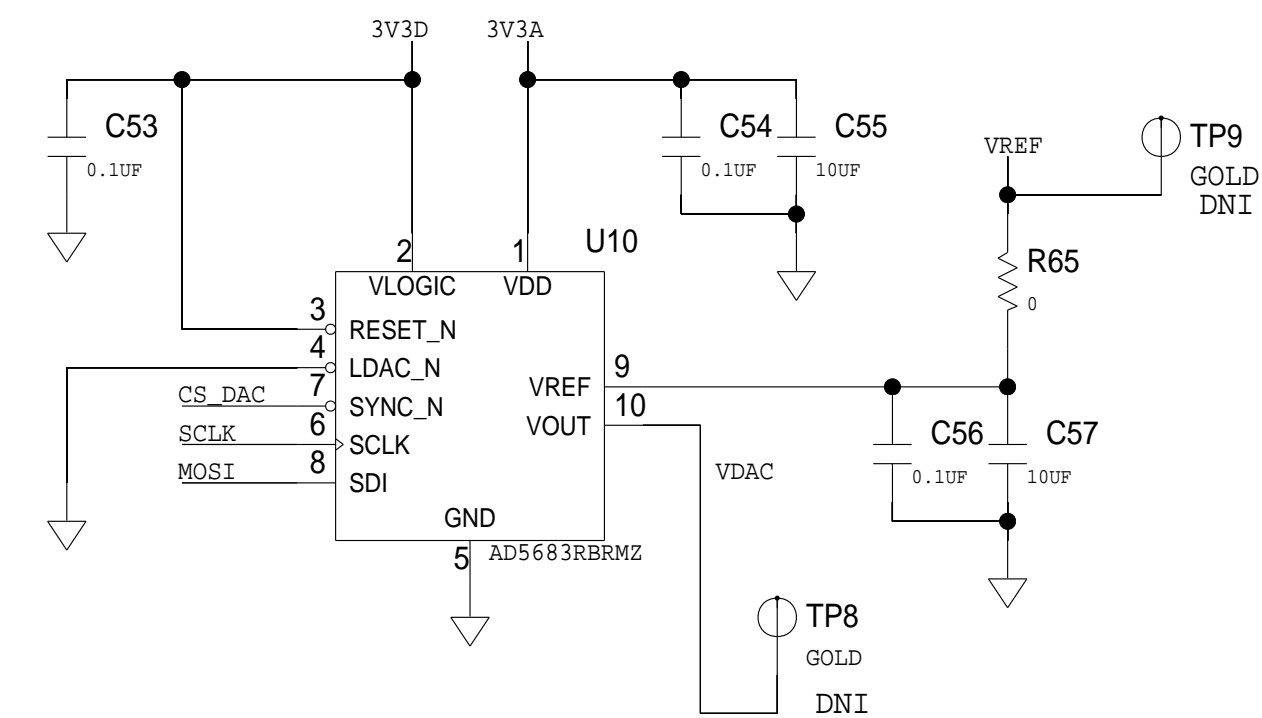 3V3D
3V3A
C53
0.1UF
C54
0.1UF
C55
10UF
VREF
TP9
GOLD
DNI
R65
0
U10
2
1
VLOGIC
VDD
3
RESET_N
4
LDAC_N
CS_DAC
7
SYNC_N
SCLK
6
SCLK
MOSI
8
SDI
VREF
9
VOUT
10
GND
5
AD5683RBRMZ
VDAC
C56
0.1UF
C57
10UF
TP8
GOLD
DNI